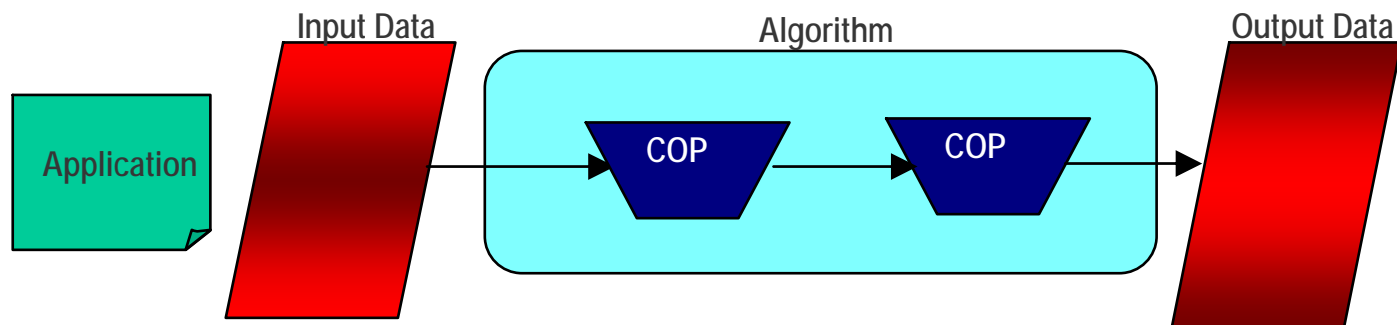 Input Data
Algorithm
Output Data
Application
COP
COP